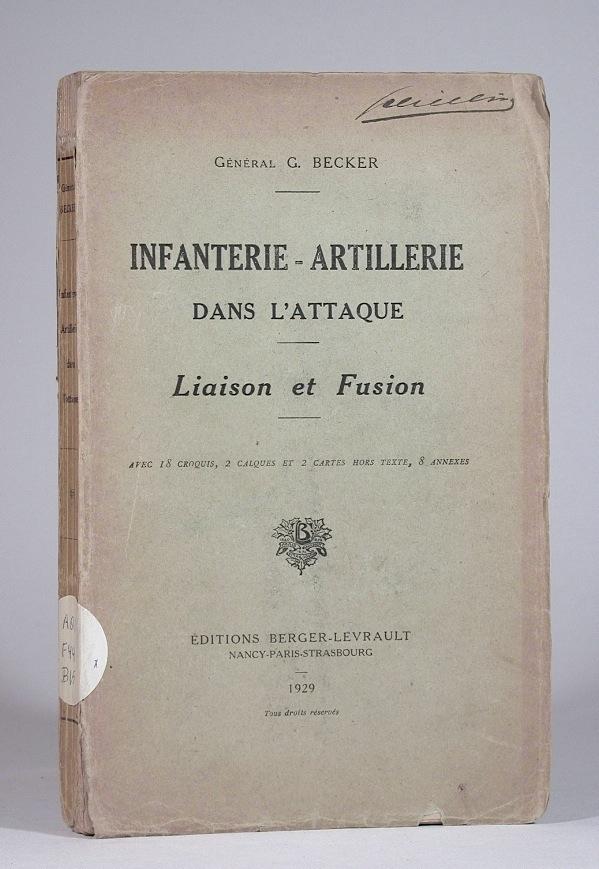 GÉNÉRAL G. BECKER
INFANTERIE - ARTILLERIE
DANS L'ATTAQUE
Liaison et Fusion
AVEC 18 CROQUIS, 2 CALQUES ET 2 CARTES HORS TEXTE, 8 ANNEXES
B
ÉDITIONS BERGER-LEVRAULT
NANCY-PARIS-STRASBOURG
1929
Tous droits réservés